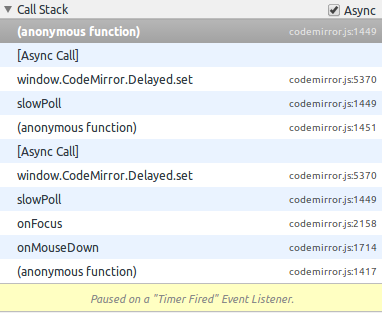 Call Stack Async
(anonymous function) codemirror.js:1449
[Async Call]
window.CodeMirror.Delayed.set codemirror.js:5370
slowPoll codemirror.js:1449
(anonymous function) codemirror.js:1451
[Async Call]
window.CodeMirror.Delayed.set codemirror.js:5370
slowPoll codemirror.js:1449
onFocus codemirror.js:2158
onMouseDown codemirror.js:1714
(anonymous function) codemirror.js:1417
Paused on a "Timer Fired" Event Listener.